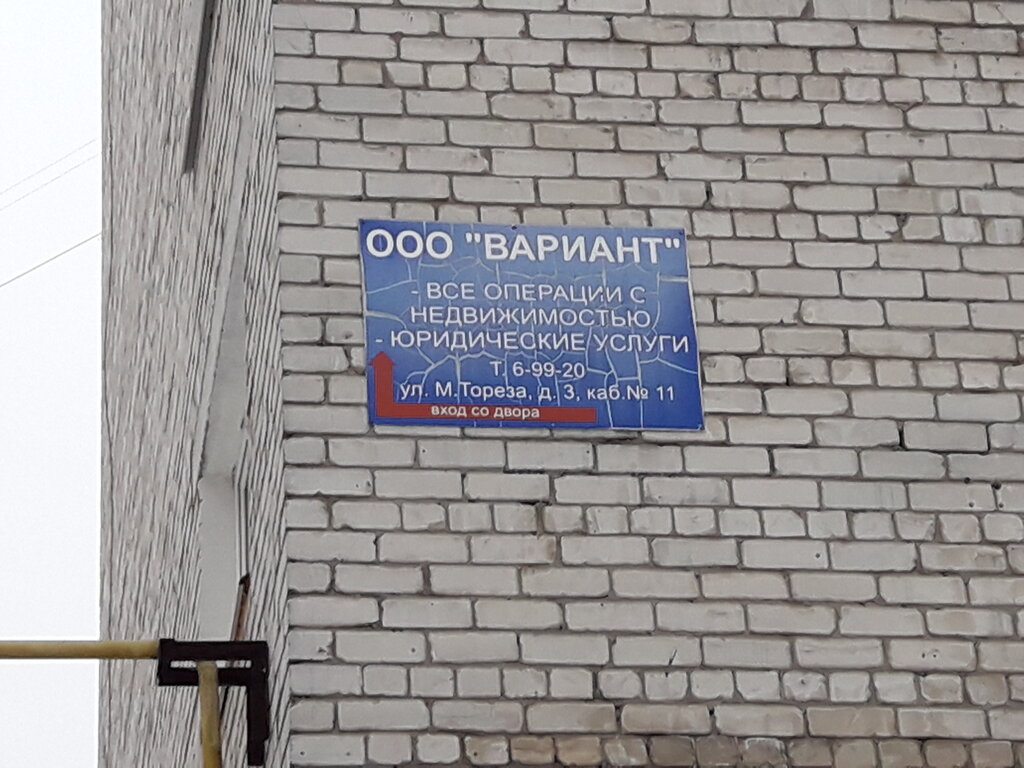 ООО "ВАРИАНТ"
- ВСЕ ОПЕРАЦИИ С
НЕДВИЖИМОСТЬЮ
- ЮРИДИЧЕСКИЕ УСЛУГИ
Т. 6-99-20
ул. М.Тореза, д. 3, каб.№ 11
вход со двора